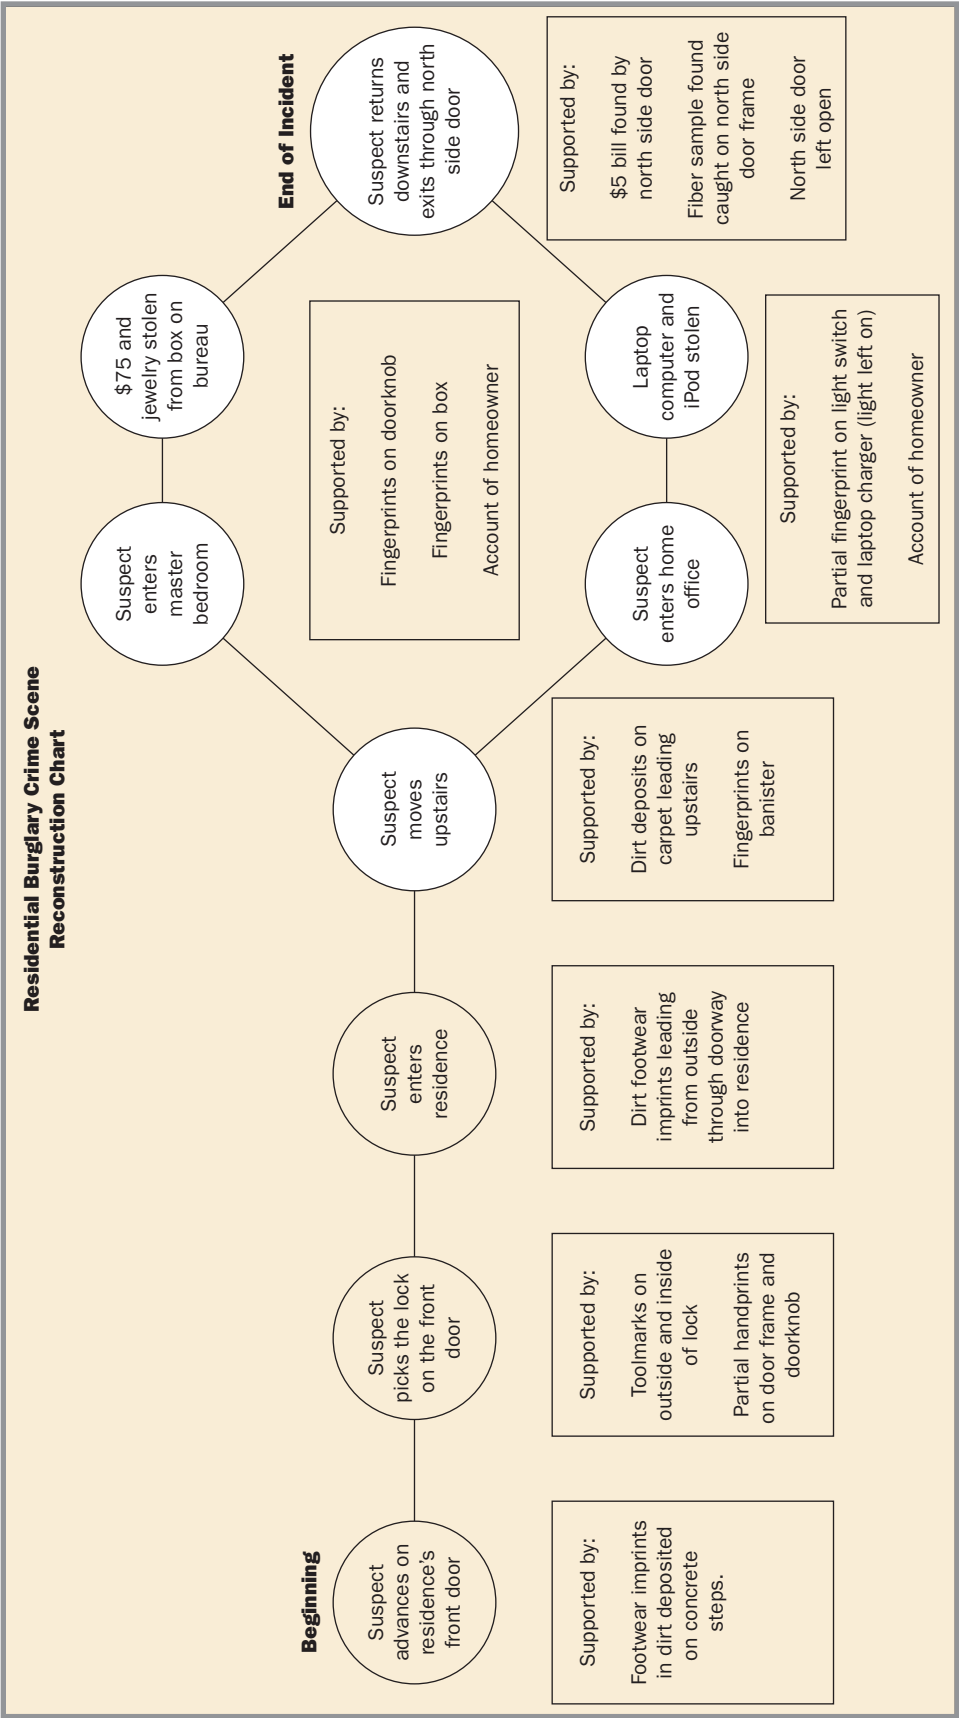 Residential Burglary Crime Scene
Reconstruction Chart
Beginning
Suspect
advances on
residence's
front door
Supported by:
Footwear imprints
in dirt deposited
on concrete
steps.
Suspect
picks the lock
on the front
door
Supported by:
Toolmarks on
outside and inside
of lock
Partial handprints
on door frame and
doorknob
Suspect
enters
residence
Supported by:
Dirt footwear
imprints leading
from outside
through doorway
into residence
Suspect
moves
upstairs
Supported by:
Dirt deposits on
carpet leading
upstairs
Fingerprints on
banister
Suspect
enters
master
bedroom
$75 and
jewelry stolen
from box on
bureau
Supported by:
Fingerprints on doorknob
Fingerprints on box
Account of homeowner
Suspect
enters home
office
Laptop
computer and
iPod stolen
Supported by:
Partial fingerprint on light switch
and laptop charger (light left on)
Account of homeowner
End of Incident
Suspect returns
downstairs and
exits through north
side door
Supported by:
$5 bill found by
north side door
Fiber sample found
caught on north side
door frame
North side door
left open